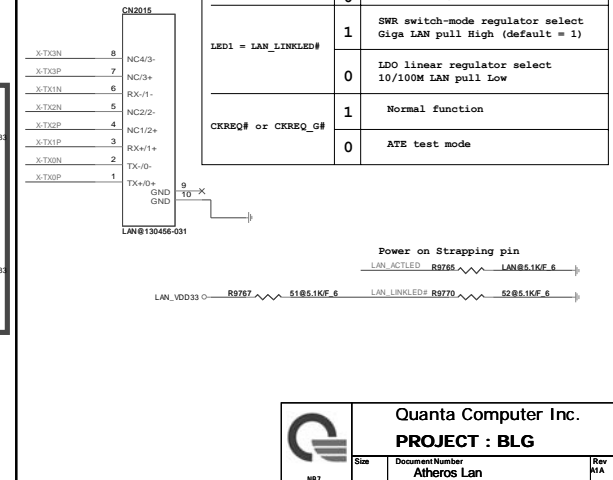 CN2015
X-TX3N 8 NC4/3-
X-TX3P 7 NC/3+
X-TX1N 6 RX-/1-
X-TX2N 5 NC2/2-
X-TX2P 4 NC1/2+
X-TX1P 3 RX+/1+
X-TX0N 2 TX-/0-
X-TX0P 1 TX+/0+
GND 9
GND 10
LAN@130456-031
LED1 = LAN_LINKLED#
1 SWR switch-mode regulator select
Giga LAN pull High (default = 1)
0 LDO linear regulator select
10/100M LAN pull Low
CKREQ# or CKREQ_G#
1 Normal function
0 ATE test mode
Power on Strapping pin
LAN_ACTLED R9765 LAN@5.1K/F_6
LAN_VDD33 R9767 51@5.1K/F_6 LAN_LINKLED# R9770 52@5.1K/F_6
Quanta Computer Inc.
PROJECT : BLG
Size Document Number Rev
Atheros Lan A1A
NB7